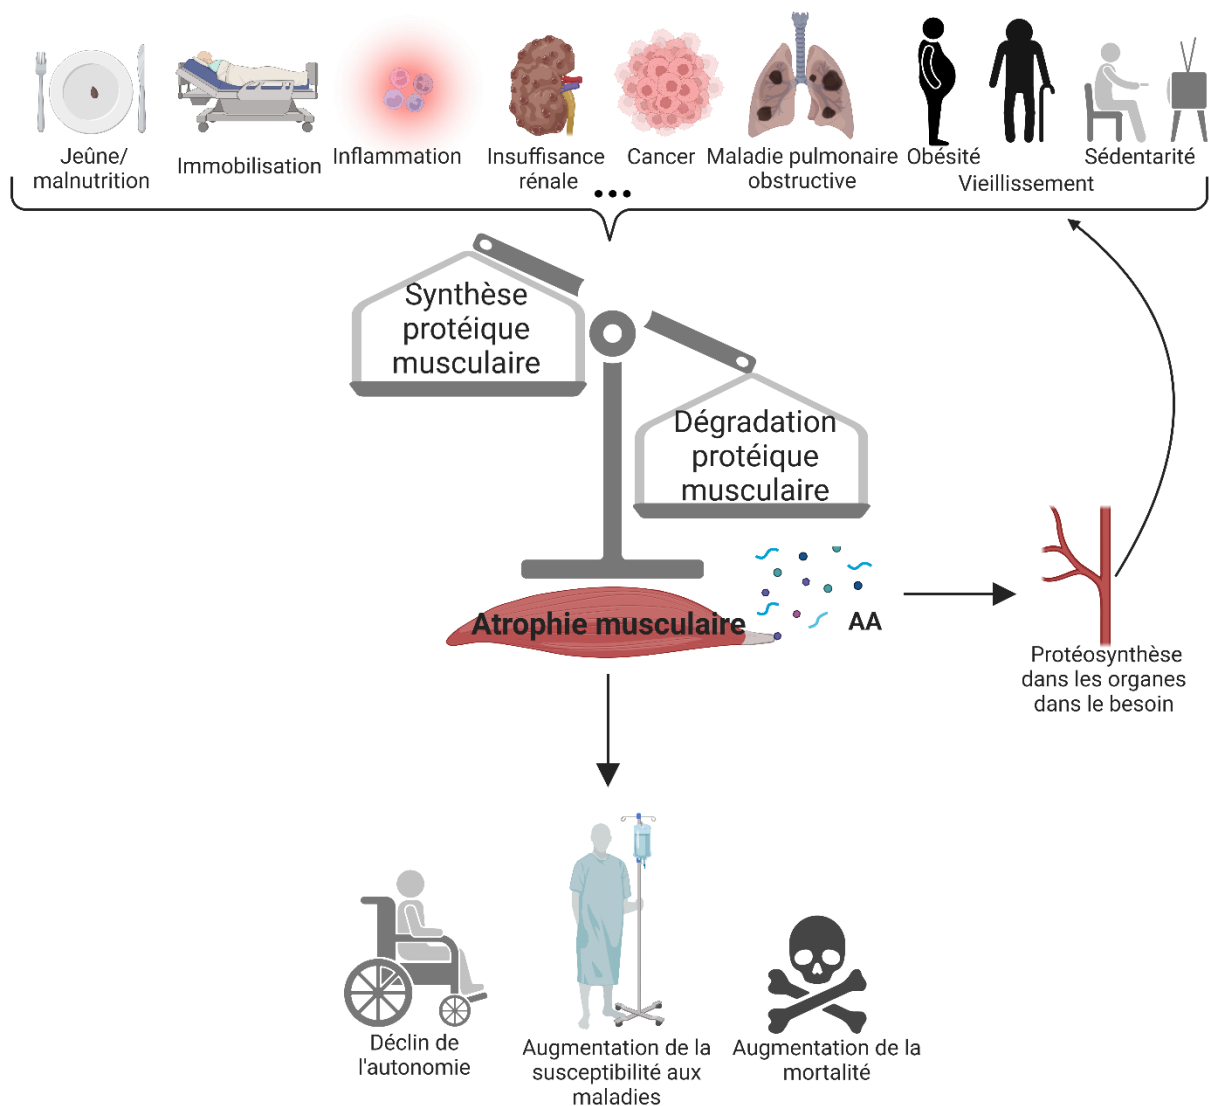 Jeûne/
malnutrition
Immobilisation
Inflammation
Insuffisance
rénale
Cancer
Maladie pulmonaire
obstructive
Obésité
Vieillissement
Sédentarité
...
Synthèse
protéique
musculaire
Dégradation
protéique
musculaire
Atrophie musculaire
AA
Protéosynthèse
dans les organes
dans le besoin
Déclin de
l'autonomie
Augmentation de la
susceptibilité aux
maladies
Augmentation de la
mortalité